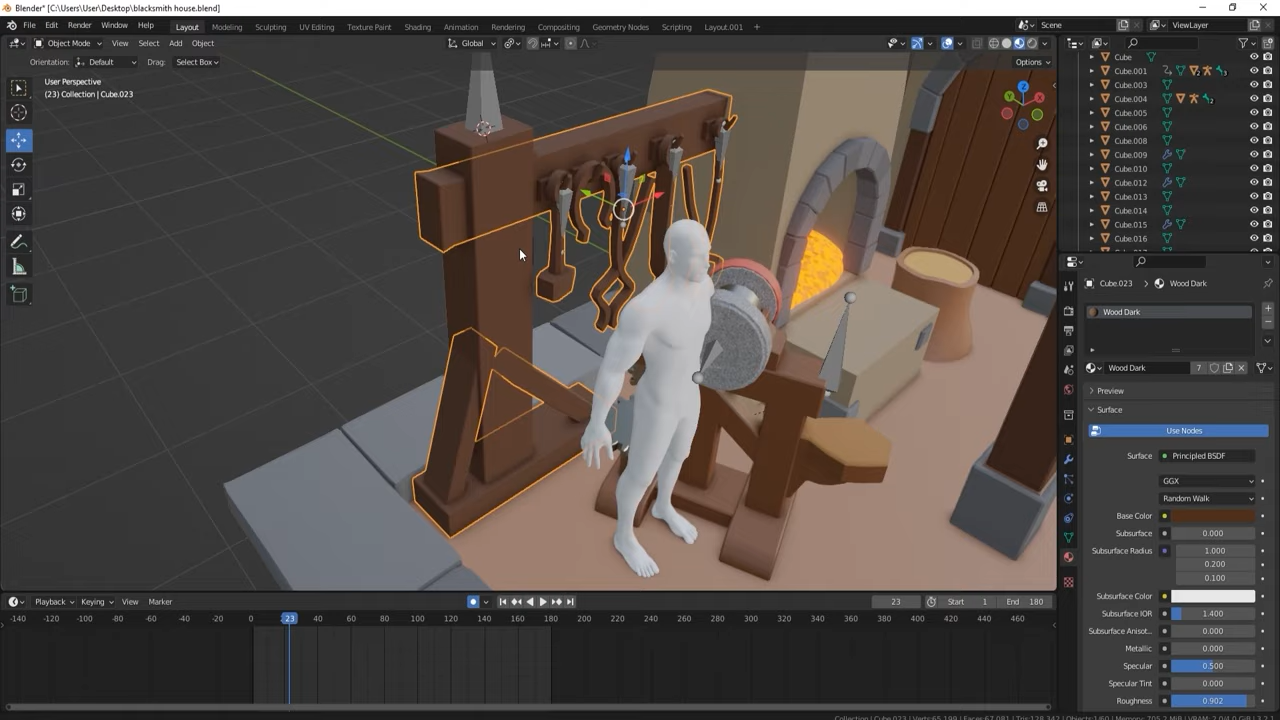 Blender* [C:\Users\User\Desktop\blacksmith house.blend]
File Edit Render Window Help Layout Modeling Sculpting UV Editing Texture Paint Shading Animation Rendering Compositing Geometry Nodes Scripting Layout.001 + Scene ViewLayer
Object Mode View Select Add Object Global
Orientation: Default Drag: Select Box Options
User Perspective
(23) Collection | Cube.023
Z
Y
X
Cube
Cube.001
Cube.003
Cube.004
Cube.005
Cube.006
Cube.008
Cube.009
Cube.010
Cube.012
Cube.013
Cube.014
Cube.015
Cube.016
Cube.023 > Wood Dark
Wood Dark
Wood Dark 7
Preview
Surface
Use Nodes
Surface Principled BSDF
GGX
Random Walk
Base Color
Subsurface 0.000
Subsurface Radius 1.000
0.200
0.100
Subsurface Color
Subsurface IOR 1.400
Subsurface Anisot.. 0.000
Metallic 0.000
Specular 0.500
Specular Tint 0.000
Roughness 0.902
Playback Keying View Marker 23 Start 1 End 180
-140 -120 -100 -80 -60 -40 -20 0 23 40 60 80 100 120 140 160 180 200 220 240 260 280 300 320 340 360 380 400 420 440 460